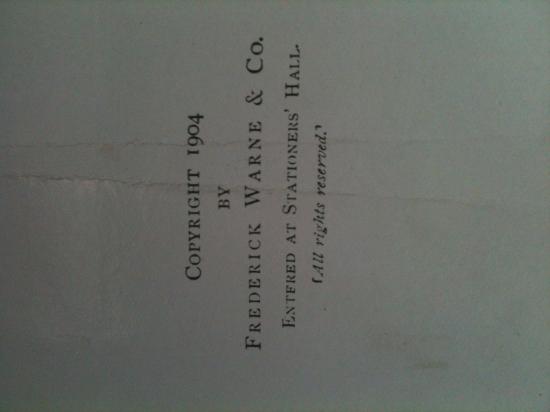 COPYRIGHT 1904
BY
FREDERICK WARNE & CO.
ENTERED AT STATIONERS' HALL.
(All rights reserved.)